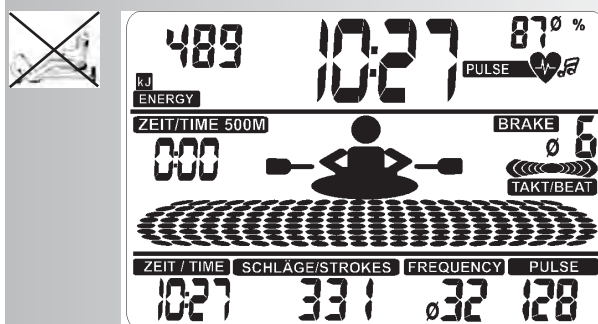 489 10:27 87 Ø %
PULSE
kJ
ENERGY
ZEIT/TIME 500M BRAKE
0:00 Ø 6
TAKT/BEAT
ZEIT / TIME SCHLÄGE/STROKES FREQUENCY PULSE
10:27 331 Ø32 128